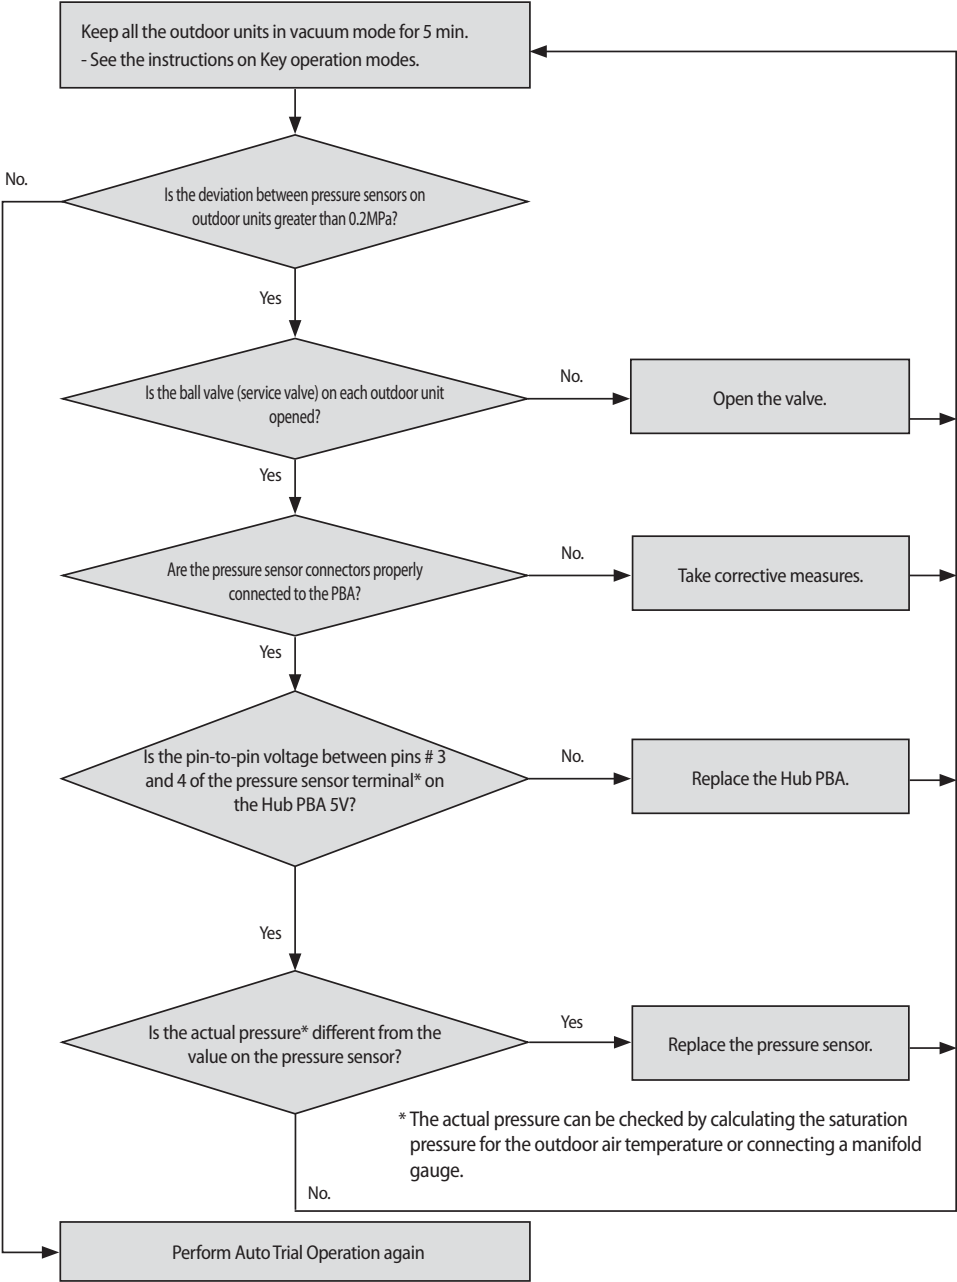 Keep all the outdoor units in vacuum mode for 5 min.
- See the instructions on Key operation modes.
No.
Is the deviation between pressure sensors on
outdoor units greater than 0.2MPa?
Yes
Is the ball valve (service valve) on each outdoor unit
opened?
No.
Open the valve.
Yes
Are the pressure sensor connectors properly
connected to the PBA?
No.
Take corrective measures.
Yes
Is the pin-to-pin voltage between pins # 3
and 4 of the pressure sensor terminal* on
the Hub PBA 5V?
No.
Replace the Hub PBA.
Yes
Is the actual pressure* different from the
value on the pressure sensor?
Yes
Replace the pressure sensor.
* The actual pressure can be checked by calculating the saturation
pressure for the outdoor air temperature or connecting a manifold
gauge.
No.
Perform Auto Trial Operation again